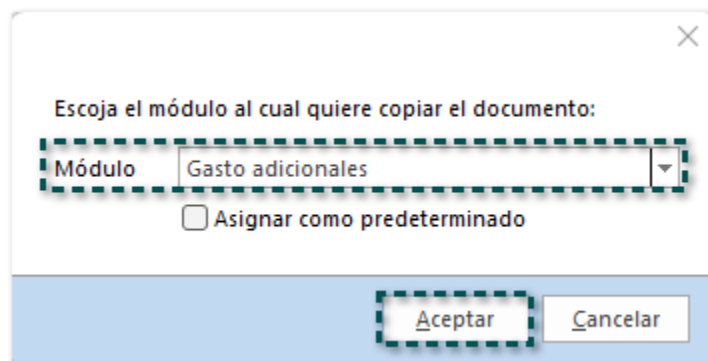 Escoja el módulo al cual quiere copiar el documento:
Módulo Gasto adicionales
Asignar como predeterminado
Aceptar Cancelar